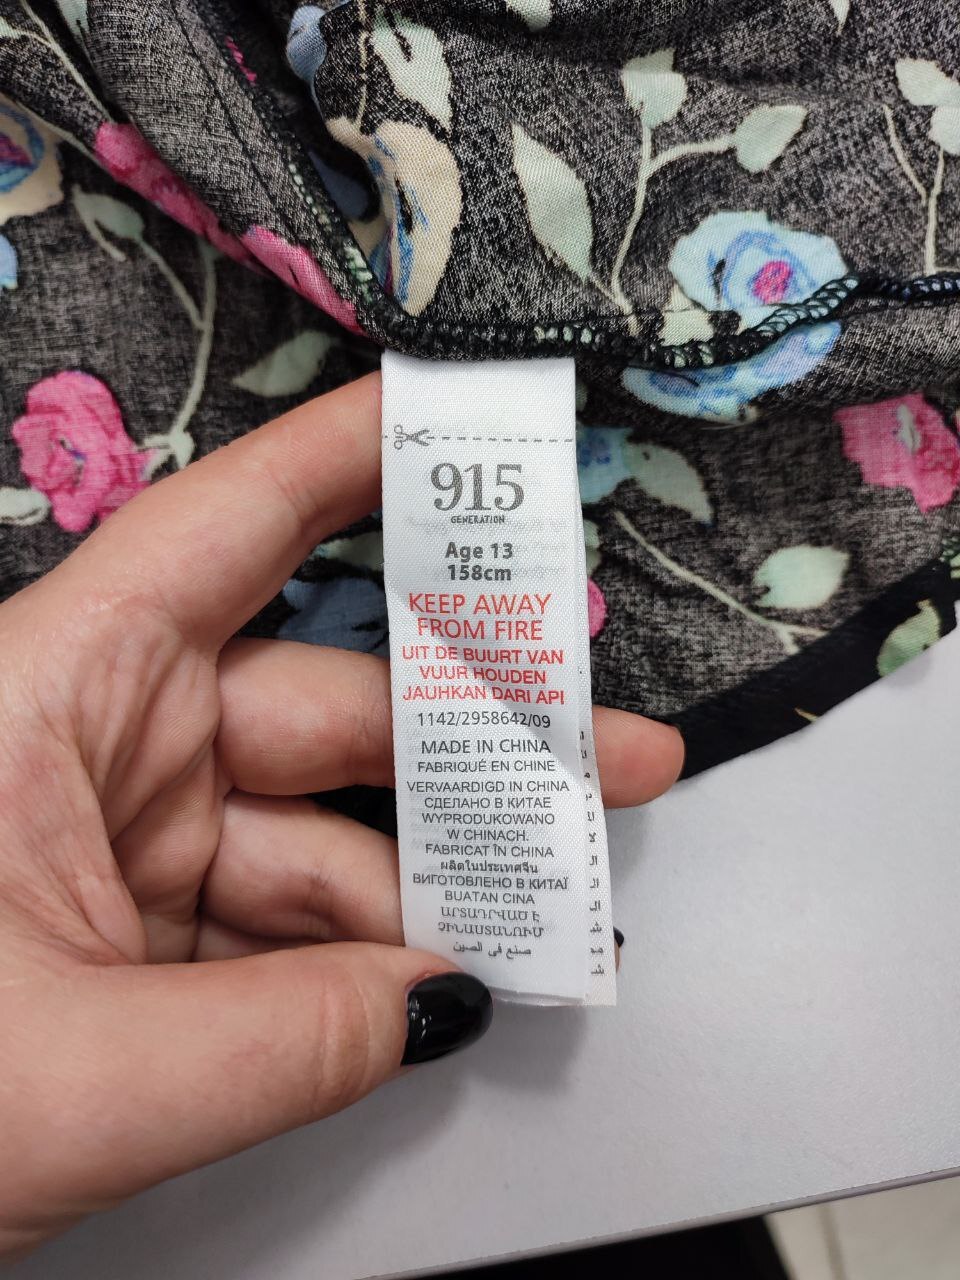 915
GENERATION
Age 13
158cm
KEEP AWAY
FROM FIRE
UIT DE BUURT VAN
VUUR HOUDEN
JAUHKAN DARI API
1142/2958642/09
MADE IN CHINA
FABRIQUÉ EN CHINE
VERVAARDIGD IN CHINA
СДЕЛАНО В КИТАЕ
WYPRODUKOWANO
W CHINACH.
FABRICAT ÎN CHINA
ผลิตในประเทศจีน
ВИГОТОВЛЕНО В КИТАЇ
BUATAN CINA
ԱՐՏԱԴՐՎԱԾ Է
ՉԻՆԱՍՏԱՆՈՒՄ
صنع في الصين